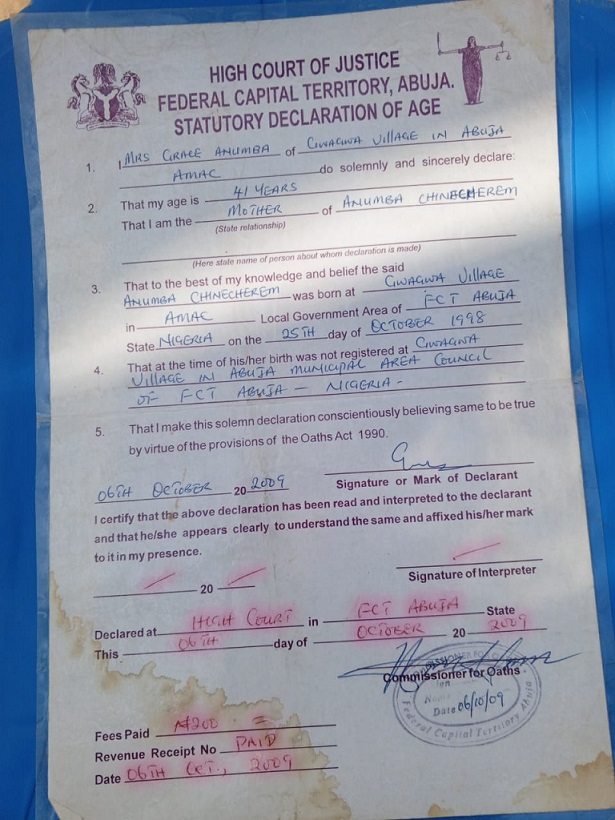 HIGH COURT OF JUSTICE
FEDERAL CAPITAL TERRITORY, ABUJA.
STATUTORY DECLARATION OF AGE
1. I MRS GRACE ANUMBA of GWAGWA VILLAGE IN ABUJA
AMAC do solemnly and sincerely declare:
2. That my age is 41 YEARS
That I am the MOTHER of ANUMBA CHINECHEREM
(State relationship)
(Here state name of person about whom declaration is made)
3. That to the best of my knowledge and belief the said
ANUMBA CHINECHEREM was born at GWAGWA VILLAGE
in AMAC Local Government Area of FCT ABUJA
State NIGERIA on the 25TH day of OCTOBER 1998
4. That at the time of his/her birth was not registered at GWAGWA
VILLAGE IN ABUJA MUNICIPAL AREA COUNCIL
OF FCT ABUJA - NIGERIA -
5. That I make this solemn declaration conscientiously believing same to be true
by virtue of the provisions of the Oaths Act 1990.
06TH OCTOBER 20 2009
Signature or Mark of Declarant
I certify that the above declaration has been read and interpreted to the declarant
and that he/she appears clearly to understand the same and affixed his/her mark
to it in my presence.
20
Signature of Interpreter
Declared at HIGH COURT in FCT ABUJA State
This 06TH day of OCTOBER 20 2009
Commissioner for Oaths
Date 06/10/09
Federal Capital Territory Abuja
Fees Paid ₦200 =
Revenue Receipt No PAID
Date 06TH OCT., 2009